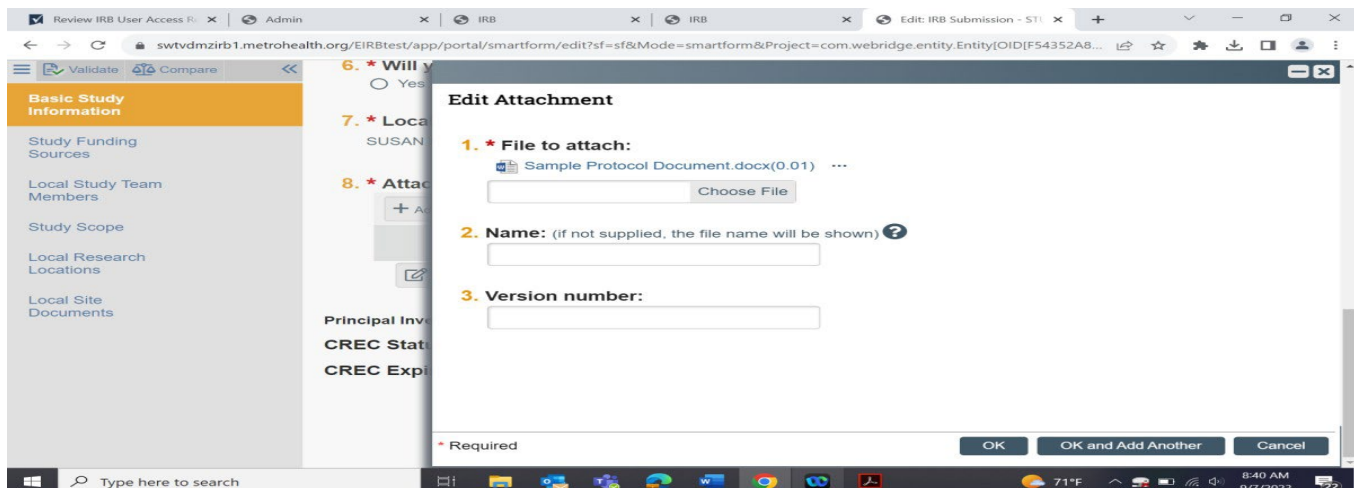 Review IRB User Access R
Admin
IRB
IRB
Edit: IRB Submission - STU
swtvdmzirb1.metrohealth.org/EIRBtest/app/portal/smartform/edit?sf=sf&Mode=smartform&Project=com.webridge.entity.Entity[OID[F54352A8...
Validate Compare
Basic Study
Information
Study Funding
Sources
Local Study Team
Members
Study Scope
Local Research
Locations
Local Site
Documents
6. * Will y
Yes
7. * Loca
SUSAN
8. * Attac
+ Ad
Principal Inve
CREC Statu
CREC Expi
Edit Attachment
1. * File to attach:
Sample Protocol Document.docx(0.01) ...
Choose File
2. Name: (if not supplied, the file name will be shown) ?
3. Version number:
* Required
OK
OK and Add Another
Cancel
Type here to search
71°F
8:40 AM